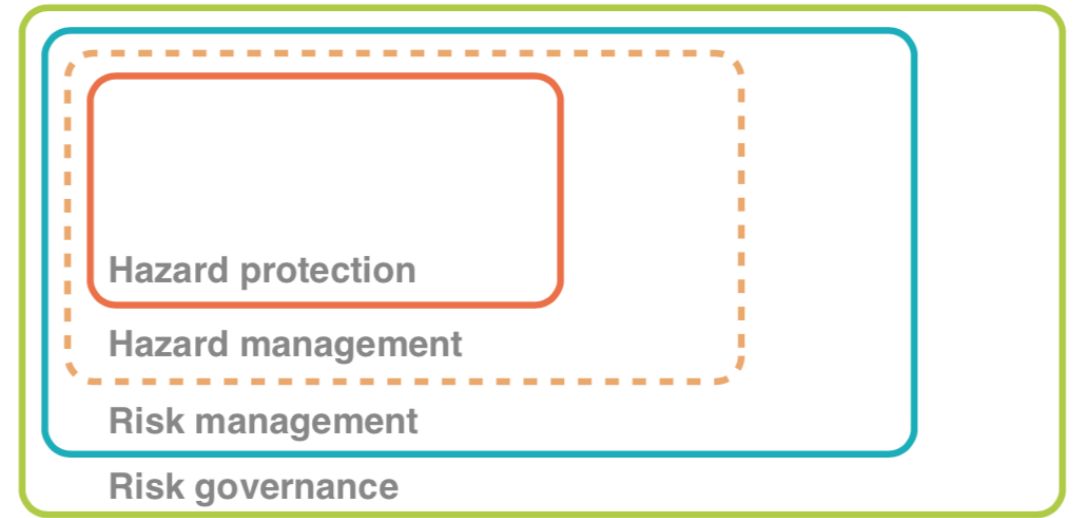 Hazard protection
Hazard management
Risk management
Risk governance